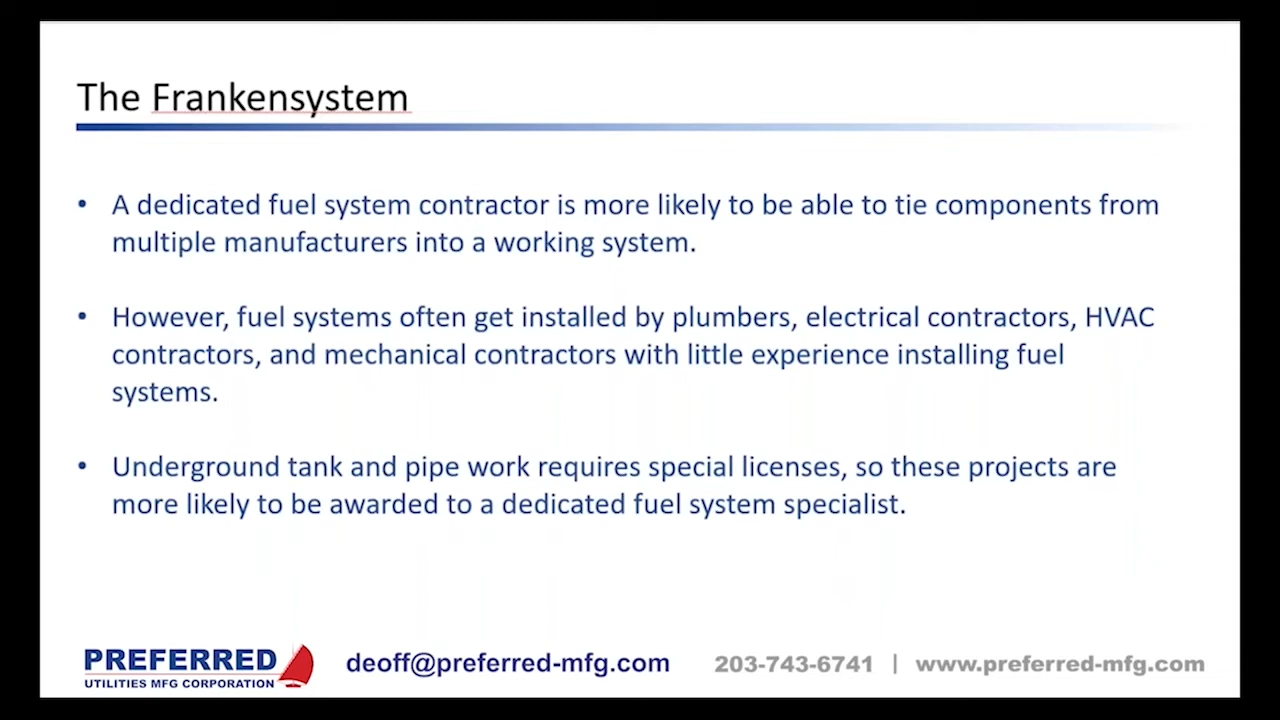 The Frankensystem
• A dedicated fuel system contractor is more likely to be able to tie components from
multiple manufacturers into a working system.
• However, fuel systems often get installed by plumbers, electrical contractors, HVAC
contractors, and mechanical contractors with little experience installing fuel
systems.
• Underground tank and pipe work requires special licenses, so these projects are
more likely to be awarded to a dedicated fuel system specialist.
PREFERRED
UTILITIES MFG CORPORATION
deoff@preferred-mfg.com
203-743-6741 | www.preferred-mfg.com